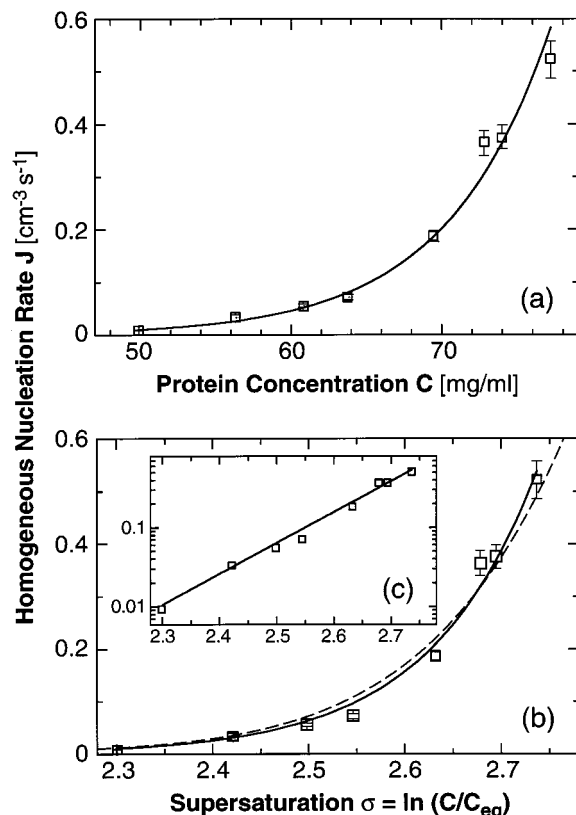 Homogeneous Nucleation Rate J [cm⁻³ s⁻¹]
0.6
0.4
0.2
0
(a)
50 60 70
Protein Concentration C [mg/ml]
0.6
0.4
0.2
0
0.1
0.01
(c)
2.3 2.4 2.5 2.6 2.7
(b)
2.3 2.4 2.5 2.6 2.7
Supersaturation σ = ln (C/Ceq)